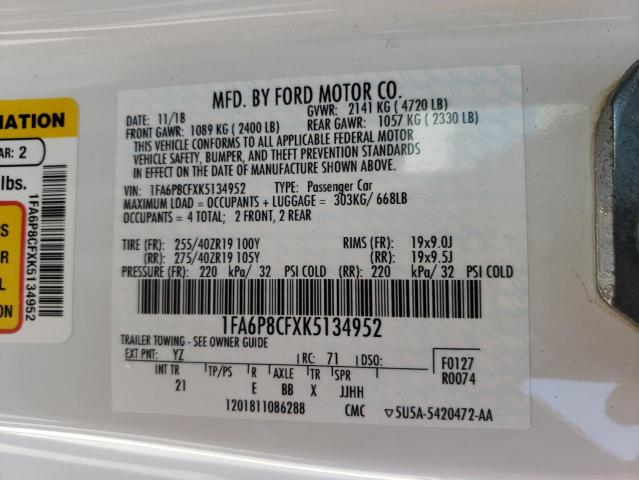 MFD. BY FORD MOTOR CO.
DATE: 11/18 GVWR: 2141 KG ( 4720 LB)
FRONT GAWR: 1089 KG ( 2400 LB) REAR GAWR: 1057 KG ( 2330 LB)
THIS VEHICLE CONFORMS TO ALL APPLICABLE FEDERAL MOTOR
VEHICLE SAFETY, BUMPER, AND THEFT PREVENTION STANDARDS
IN EFFECT ON THE DATE OF MANUFACTURE SHOWN ABOVE.
VIN: 1FA6P8CFXK5134952 TYPE: Passenger Car
MAXIMUM LOAD = OCCUPANTS + LUGGAGE = 303KG/ 668LB
OCCUPANTS = 4 TOTAL; 2 FRONT, 2 REAR
TIRE (FR): 255/40ZR19 100Y RIMS (FR): 19x9.0J
(RR): 275/40ZR19 105Y (RR): 19x9.5J
PRESSURE (FR): 220 kPa/ 32 PSI COLD (RR): 220 kPa/ 32 PSI COLD
1FA6P8CFXK5134952
TRAILER TOWING - SEE OWNER GUIDE
EXT PNT: YZ RC: 71 DSO: F0127
INT TR TP/PS R AXLE TR SPR R0074
21 E BB X JJHH
1201811086288 CMC ▽5U5A-5420472-AA
MATION
AR: 2
lbs.
1FA6P8CFXK5134952
S
R
L
ON